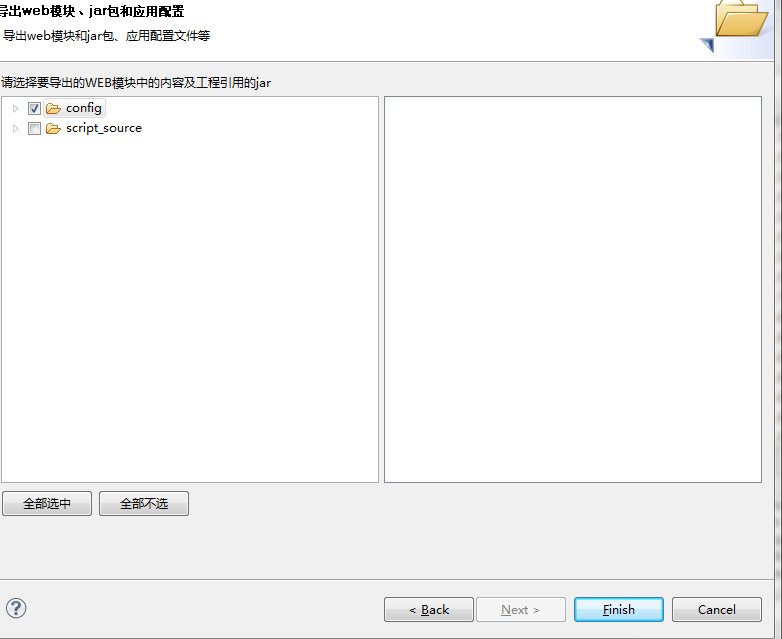 导出web模块、jar包和应用配置
导出web模块和jar包、应用配置文件等
请选择要导出的WEB模块中的内容及工程引用的jar
config
script_source
全部选中 全部不选
? < Back Next > Finish Cancel